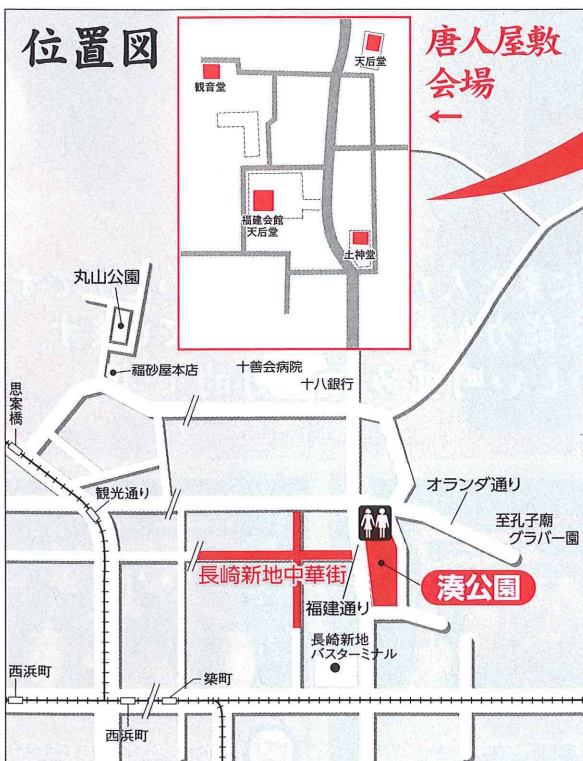 位置図
唐人屋敷
会場
←
天后堂
観音堂
福建会館
天后堂
土神堂
丸山公園
福砂屋本店
十善会病院
十八銀行
思案橋
観光通り
オランダ通り
至孔子廟
グラバー園
長崎新地中華街
湊公園
福建通り
長崎新地
バスターミナル
西浜町
築町
西浜町